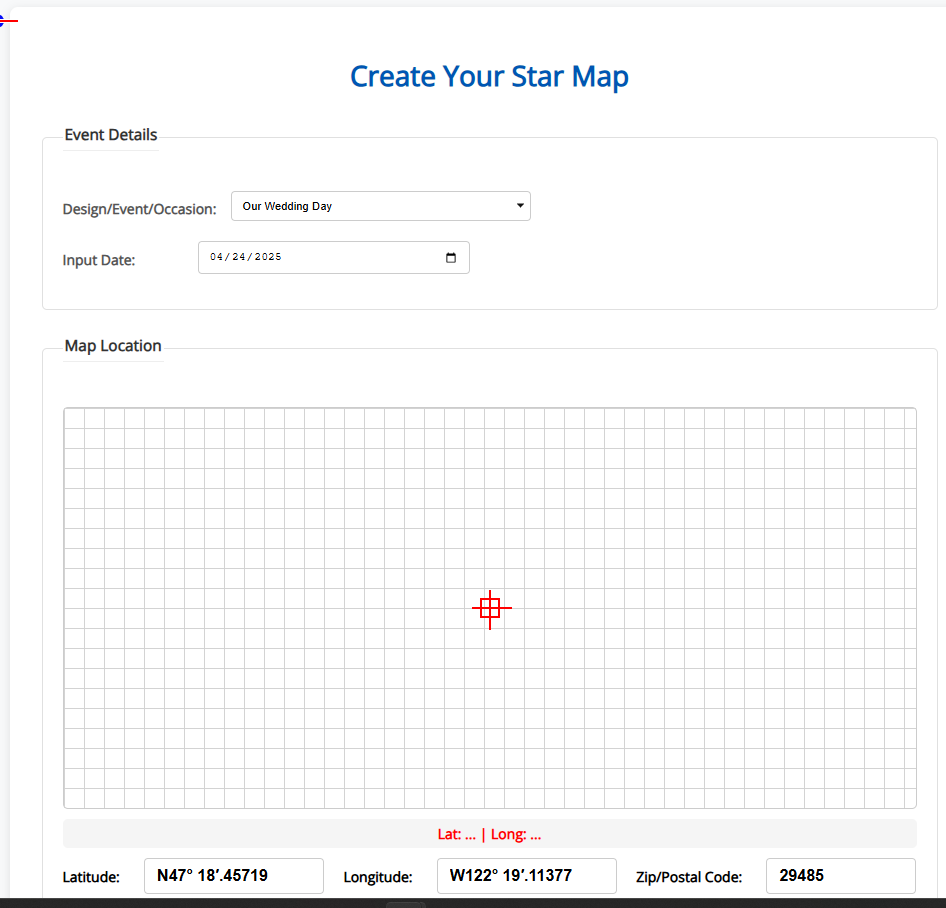 Create Your Star Map
Event Details
Design/Event/Occasion: Our Wedding Day
Input Date: 04/24/2025
Map Location
Lat: ... | Long: ...
Latitude: N47° 18′.45719 Longitude: W122° 19′.11377 Zip/Postal Code: 29485